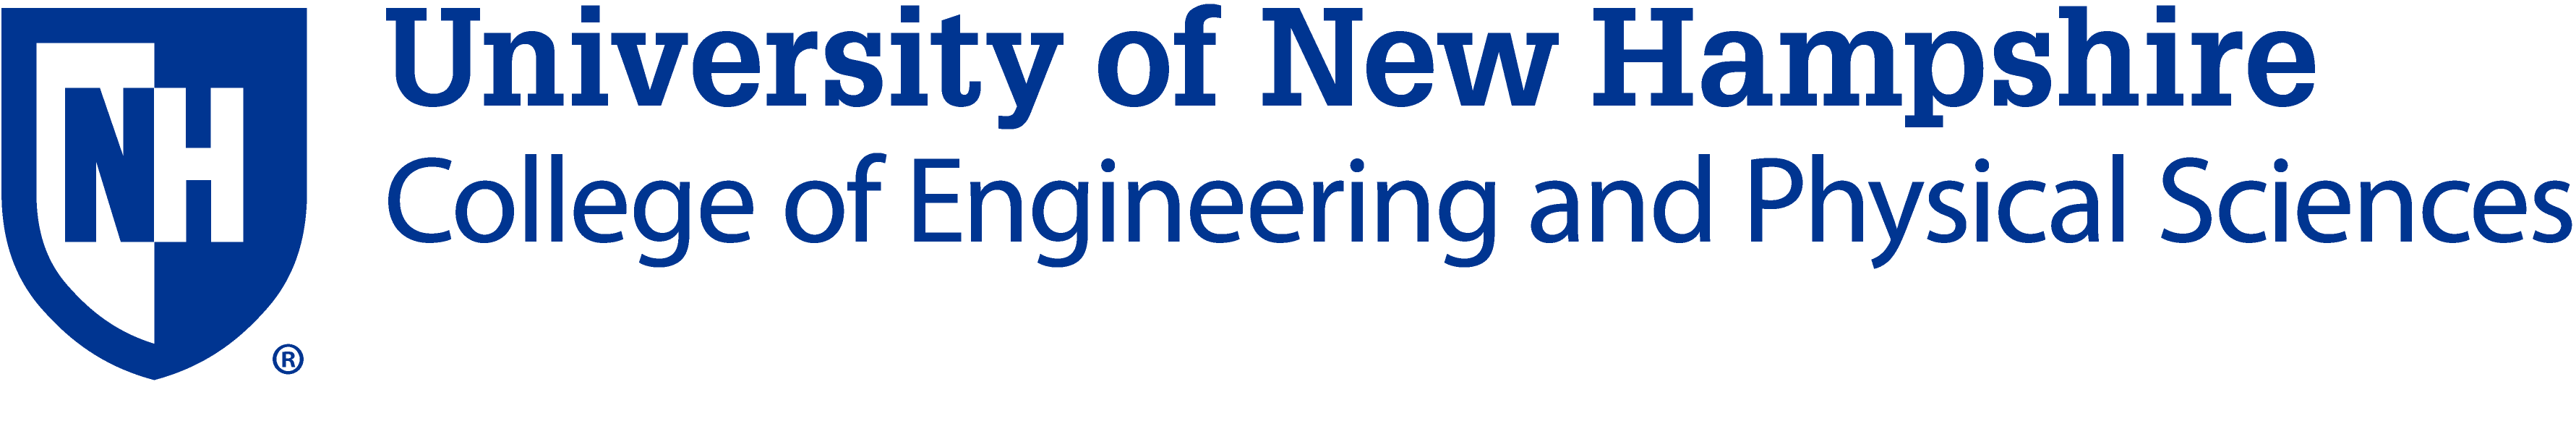 NH
®
University of New Hampshire
College of Engineering and Physical Sciences